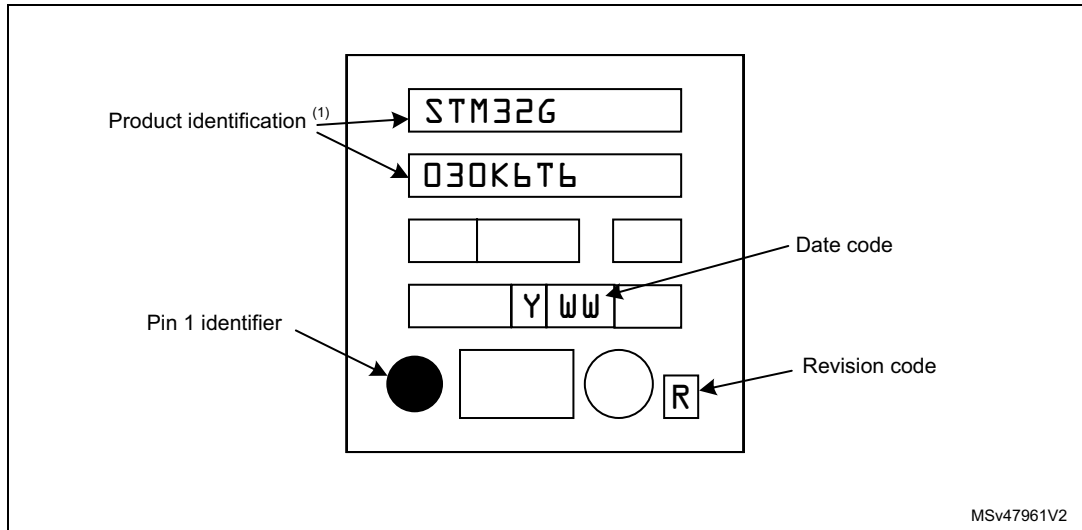 STM32G
Product identification (1)
030K6T6
Date code
Y WW
Pin 1 identifier
Revision code
R
MSv47961V2